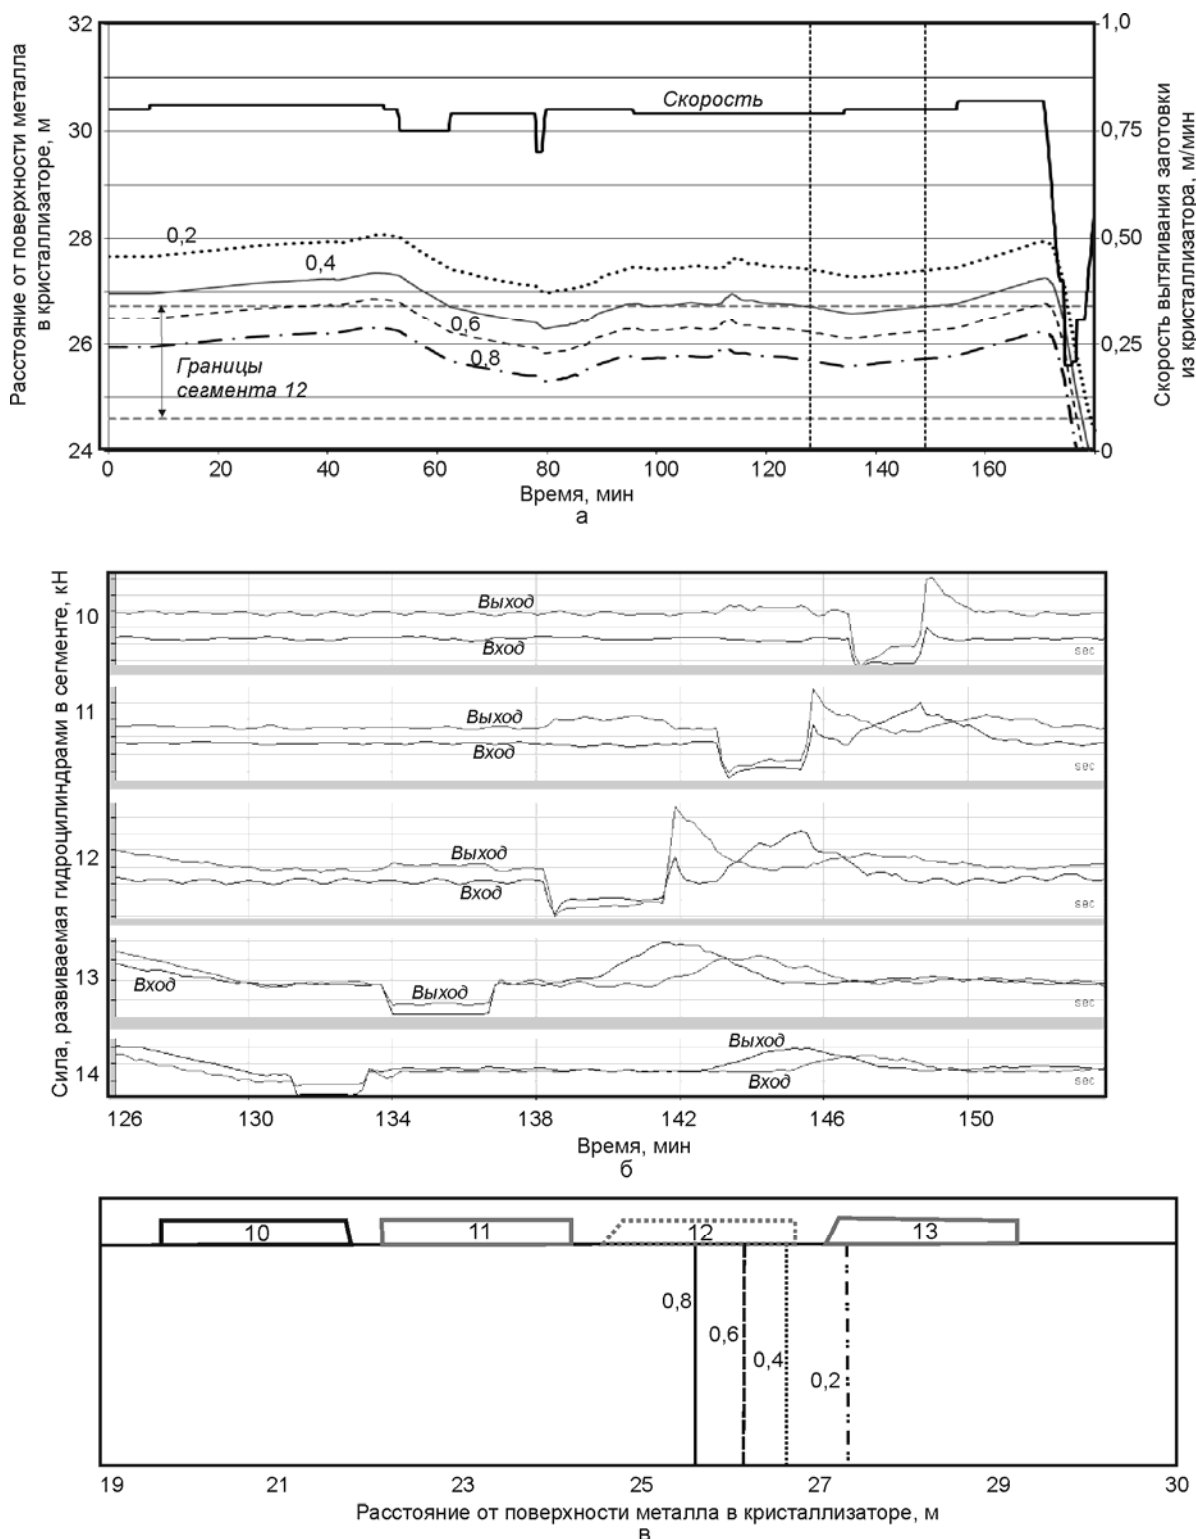 Расстояние от поверхности металла
в кристаллизаторе, м
32
30
28
26
24
1,0
0,75
0,50
0,25
0
Скорость вытягивания заготовки
из кристаллизатора, м/мин
Скорость
0,2
0,4
0,6
0,8
Границы
сегмента 12
0 20 40 60 80 100 120 140 160
Время, мин
а
Сила, развиваемая гидроцилиндрами в сегменте, кН
10
Выход
Вход
sec
11
Выход
Вход
sec
12
Выход
Вход
sec
13
Вход
Выход
sec
14
Выход
Вход
sec
126 130 134 138 142 146 150
Время, мин
б
10 11 12 13
0,8
0,6
0,4
0,2
19 21 23 25 27 29 30
Расстояние от поверхности металла в кристаллизаторе, м
в